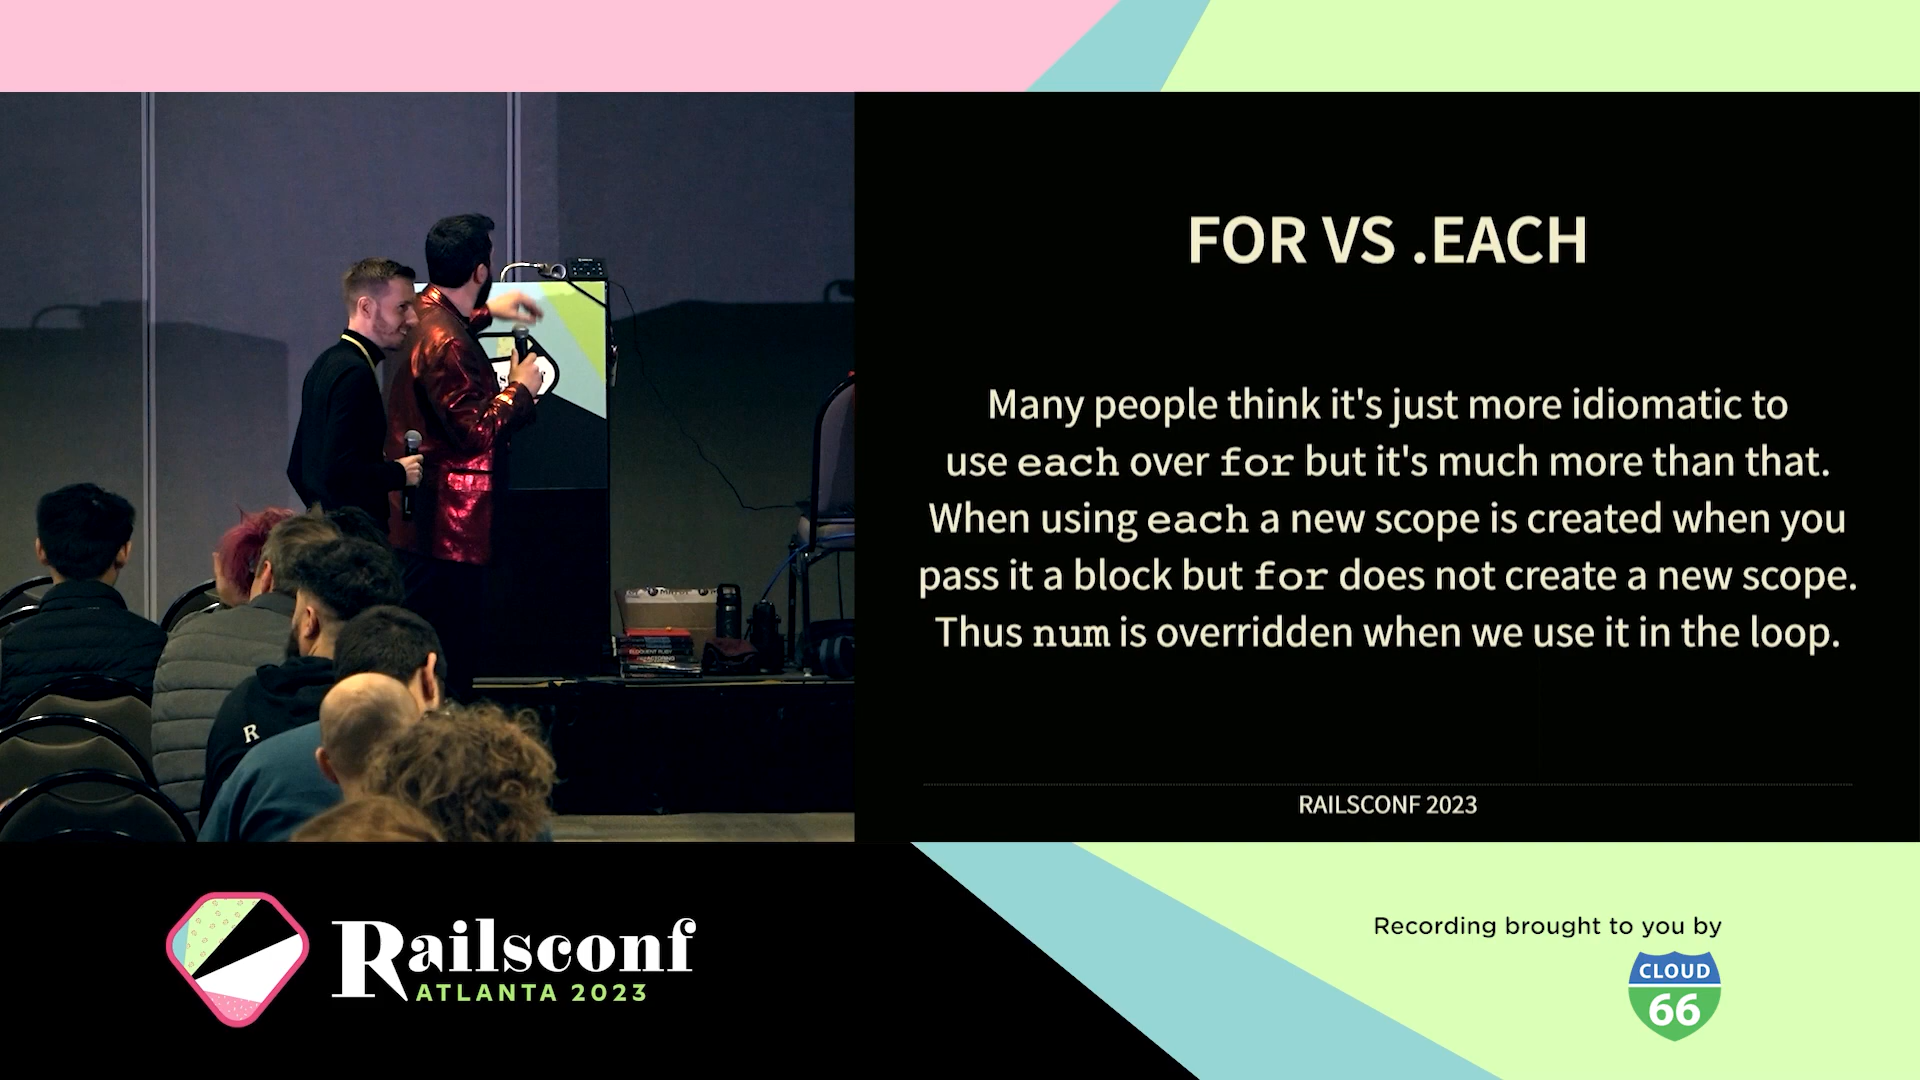 FOR VS .EACH
Many people think it's just more idiomatic to
use each over for but it's much more than that.
When using each a new scope is created when you
pass it a block but for does not create a new scope.
Thus num is overridden when we use it in the loop.
RAILSCONF 2023
R
ELOQUENT RUBY
REFACTORING
Railsconf
ATLANTA 2023
Recording brought to you by
CLOUD
66